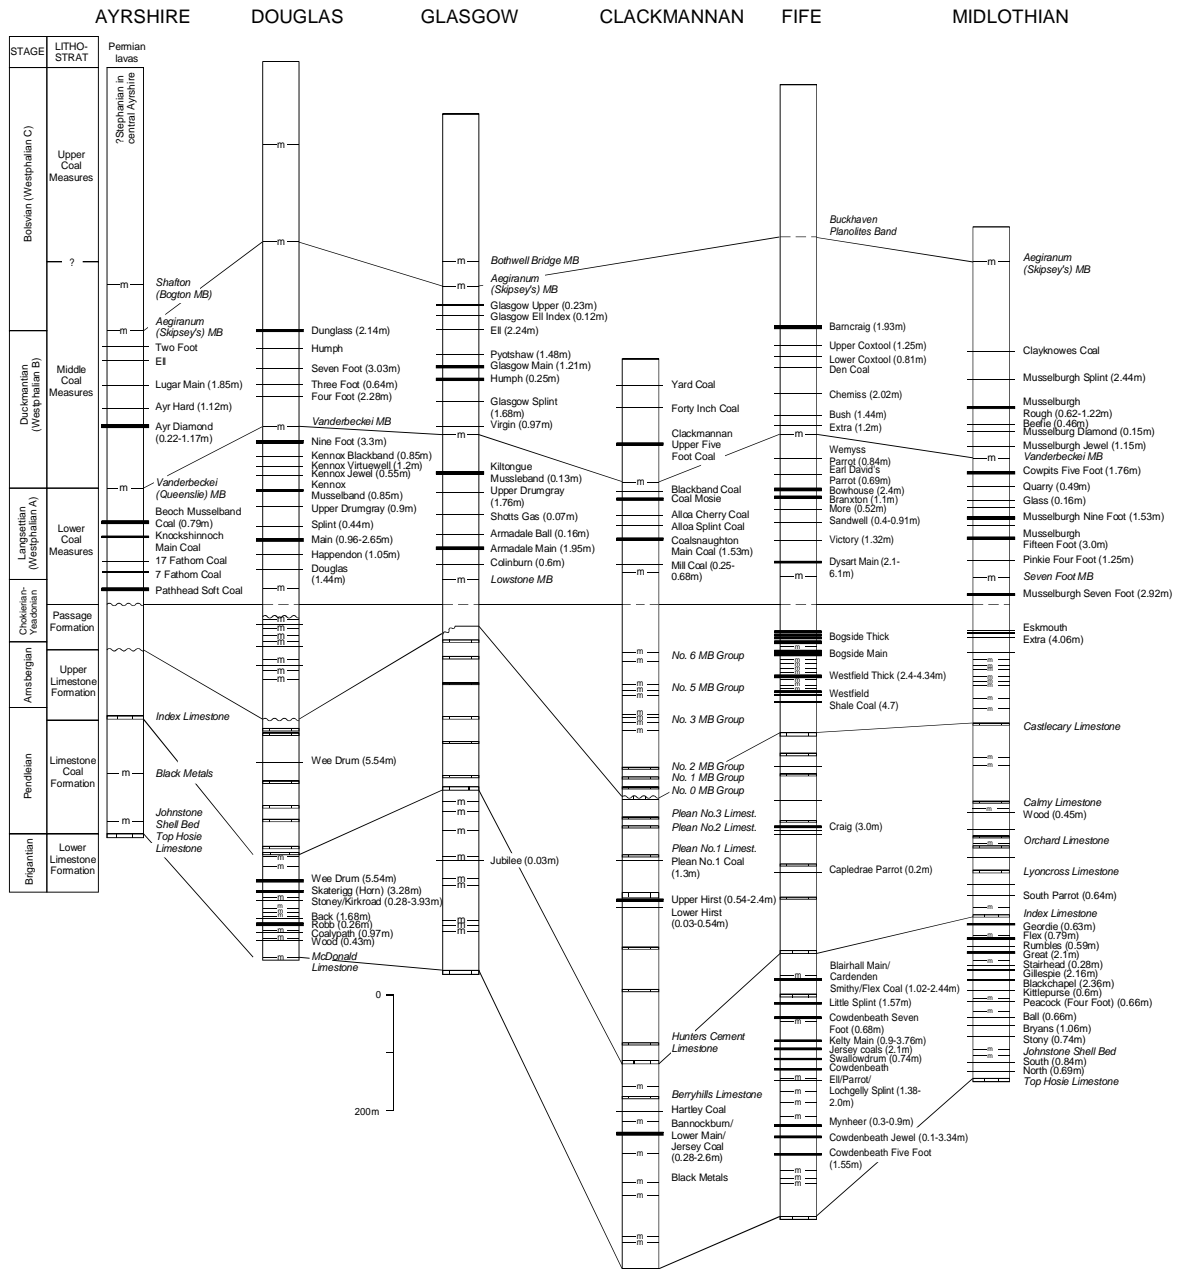 AYRSHIRE
DOUGLAS
GLASGOW
CLACKMANNAN
FIFE
MIDLOTHIAN
STAGE
LITHO-
STRAT
Permian
lavas
Bolsvian (Westphalian C)
Duckmantian
(Westphalian B)
Langsettian
(Westphalian A)
Chokierian-
Yeadonian
Arnsbergian
Pendleian
Brigantian
Upper
Coal
Measures
?
Middle
Coal
Measures
Lower
Coal
Measures
Passage
Formation
Upper
Limestone
Formation
Limestone
Coal
Formation
Lower
Limestone
Formation
?Stephanian in
central Ayrshire
m
Shafton
(Bogton MB)
Aegiranum
(Skipsey's) MB
m
Two Foot
Ell
Lugar Main (1.85m)
Ayr Hard (1.12m)
Ayr Diamond
(0.22-1.17m)
m
Vanderbeckei
(Queenslie) MB
Beoch Musselband
Coal (0.79m)
Knockshinnoch
Main Coal
17 Fathom Coal
7 Fathom Coal
Pathhead Soft Coal
Index Limestone
m
Black Metals
Johnstone
Shell Bed
m
Top Hosie
Limestone
m
m
Dunglass (2.14m)
Humph
Seven Foot (3.03m)
Three Foot (0.64m)
Four Foot (2.28m)
Vanderbeckei MB
m
Nine Foot (3.3m)
Kennox Blackband (0.85m)
Kennox Virtuewell (1.2m)
Kennox Jewel (0.55m)
Kennox
Musselband (0.85m)
Upper Drumgray (0.9m)
Splint (0.44m)
Main (0.96-2.65m)
Happendon (1.05m)
Douglas
(1.44m)
m
m
m
m
m
m
m
m
Wee Drum (5.54m)
m
m
Wee Drum (5.54m)
Skaterigg (Horn) (3.28m)
Stoney/Kirkroad (0.28-3.93m)
m
m
Back (1.68m)
Robb (0.26m)
Coalypath (0.97m)
m
Wood (0.43m)
m
McDonald
Limestone
m
Bothwell Bridge MB
m
Aegiranum
(Skipsey's) MB
Glasgow Upper (0.23m)
Glasgow Ell Index (0.12m)
Ell (2.24m)
Pyotshaw (1.48m)
Glasgow Main (1.21m)
Humph (0.25m)
Glasgow Splint
(1.68m)
Virgin (0.97m)
m
Kiltongue
Mussleband (0.13m)
Upper Drumgray
(1.76m)
Shotts Gas (0.07m)
Armadale Ball (0.16m)
Armadale Main (1.95m)
Colinburn (0.6m)
m
Lowstone MB
m
m
m
Jubilee (0.03m)
m
m
m
m
0
200m
Yard Coal
Forty Inch Coal
Clackmannan
Upper Five
Foot Coal
m
Blackband Coal
Coal Mosie
Alloa Cherry Coal
Alloa Splint Coal
Coalsnaughton
Main Coal (1.53m)
Mill Coal (0.25-
0.68m)
m
m
m
No. 6 MB Group
m
m
m
No. 5 MB Group
m
m
m
No. 3 MB Group
No. 2 MB Group
No. 1 MB Group
No. 0 MB Group
Plean No.3 Limest.
Plean No.2 Limest.
Plean No.1 Limest.
Plean No.1 Coal
(1.3m)
Upper Hirst (0.54-2.4m)
Lower Hirst
(0.03-0.54m)
Hunters Cement
Limestone
m
Berryhills Limestone
Hartley Coal
m
Bannockburn/
Lower Main/
Jersey Coal
(0.28-2.6m)
m
m
Black Metals
m
m
m
Buckhaven
Planolites Band
Barncraig (1.93m)
Upper Coxtool (1.25m)
Lower Coxtool (0.81m)
Den Coal
Chemiss (2.02m)
Bush (1.44m)
Extra (1.2m)
m
Wemyss
Parrot (0.84m)
Earl David's
Parrot (0.69m)
Bowhouse (2.4m)
Branxton (1.1m)
More (0.52m)
Sandwell (0.4-0.91m)
Victory (1.32m)
Dysart Main (2.1-
6.1m)
m
Bogside Thick
m
Bogside Main
m
m
m
Westfield Thick (2.4-4.34m)
m
Westfield
Shale Coal (4.7)
Craig (3.0m)
Capledrae Parrot (0.2m)
Blairhall Main/
Cardenden
m
Smithy/Flex Coal (1.02-2.44m)
Little Splint (1.57m)
Cowdenbeath Seven
Foot (0.68m)
m
Kelty Main (0.9-3.76m)
Jersey coals (2.1m)
Swallowdrum (0.74m)
Cowdenbeath
Ell/Parrot/
Lochgelly Splint (1.38-
2.0m)
m
m
m
m
Mynheer (0.3-0.9m)
Cowdenbeath Jewel (0.1-3.34m)
Cowdenbeath Five Foot
(1.55m)
m
m
m
m
Aegiranum
(Skipsey's) MB
Clayknowes Coal
Musselburgh Splint (2.44m)
Musselburgh
Rough (0.62-1.22m)
Beefie (0.46m)
Musselburg Diamond (0.15m)
Musselburgh Jewel (1.15m)
m
Vanderbeckei MB
Cowpits Five Foot (1.76m)
Quarry (0.49m)
Glass (0.16m)
Musselburgh Nine Foot (1.53m)
Musselburgh
Fifteen Foot (3.0m)
Pinkie Four Foot (1.25m)
m
Seven Foot MB
Musselburgh Seven Foot (2.92m)
Eskmouth
Extra (4.06m)
m
m
m
m
m
m
Castlecary Limestone
m
m
Calmy Limestone
m
Wood (0.45m)
Orchard Limestone
Lyoncross Limestone
South Parrot (0.64m)
m
Index Limestone
Geordie (0.63m)
m
Flex (0.79m)
Rumbles (0.59m)
Great (2.1m)
m
Stairhead (0.28m)
Gillespie (2.16m)
Blackchapel (2.36m)
Kittlepurse (0.6m)
Peacock (Four Foot) (0.66m)
m
Ball (0.66m)
Bryans (1.06m)
Stony (0.74m)
m
Johnstone Shell Bed
m
South (0.84m)
North (0.69m)
Top Hosie Limestone